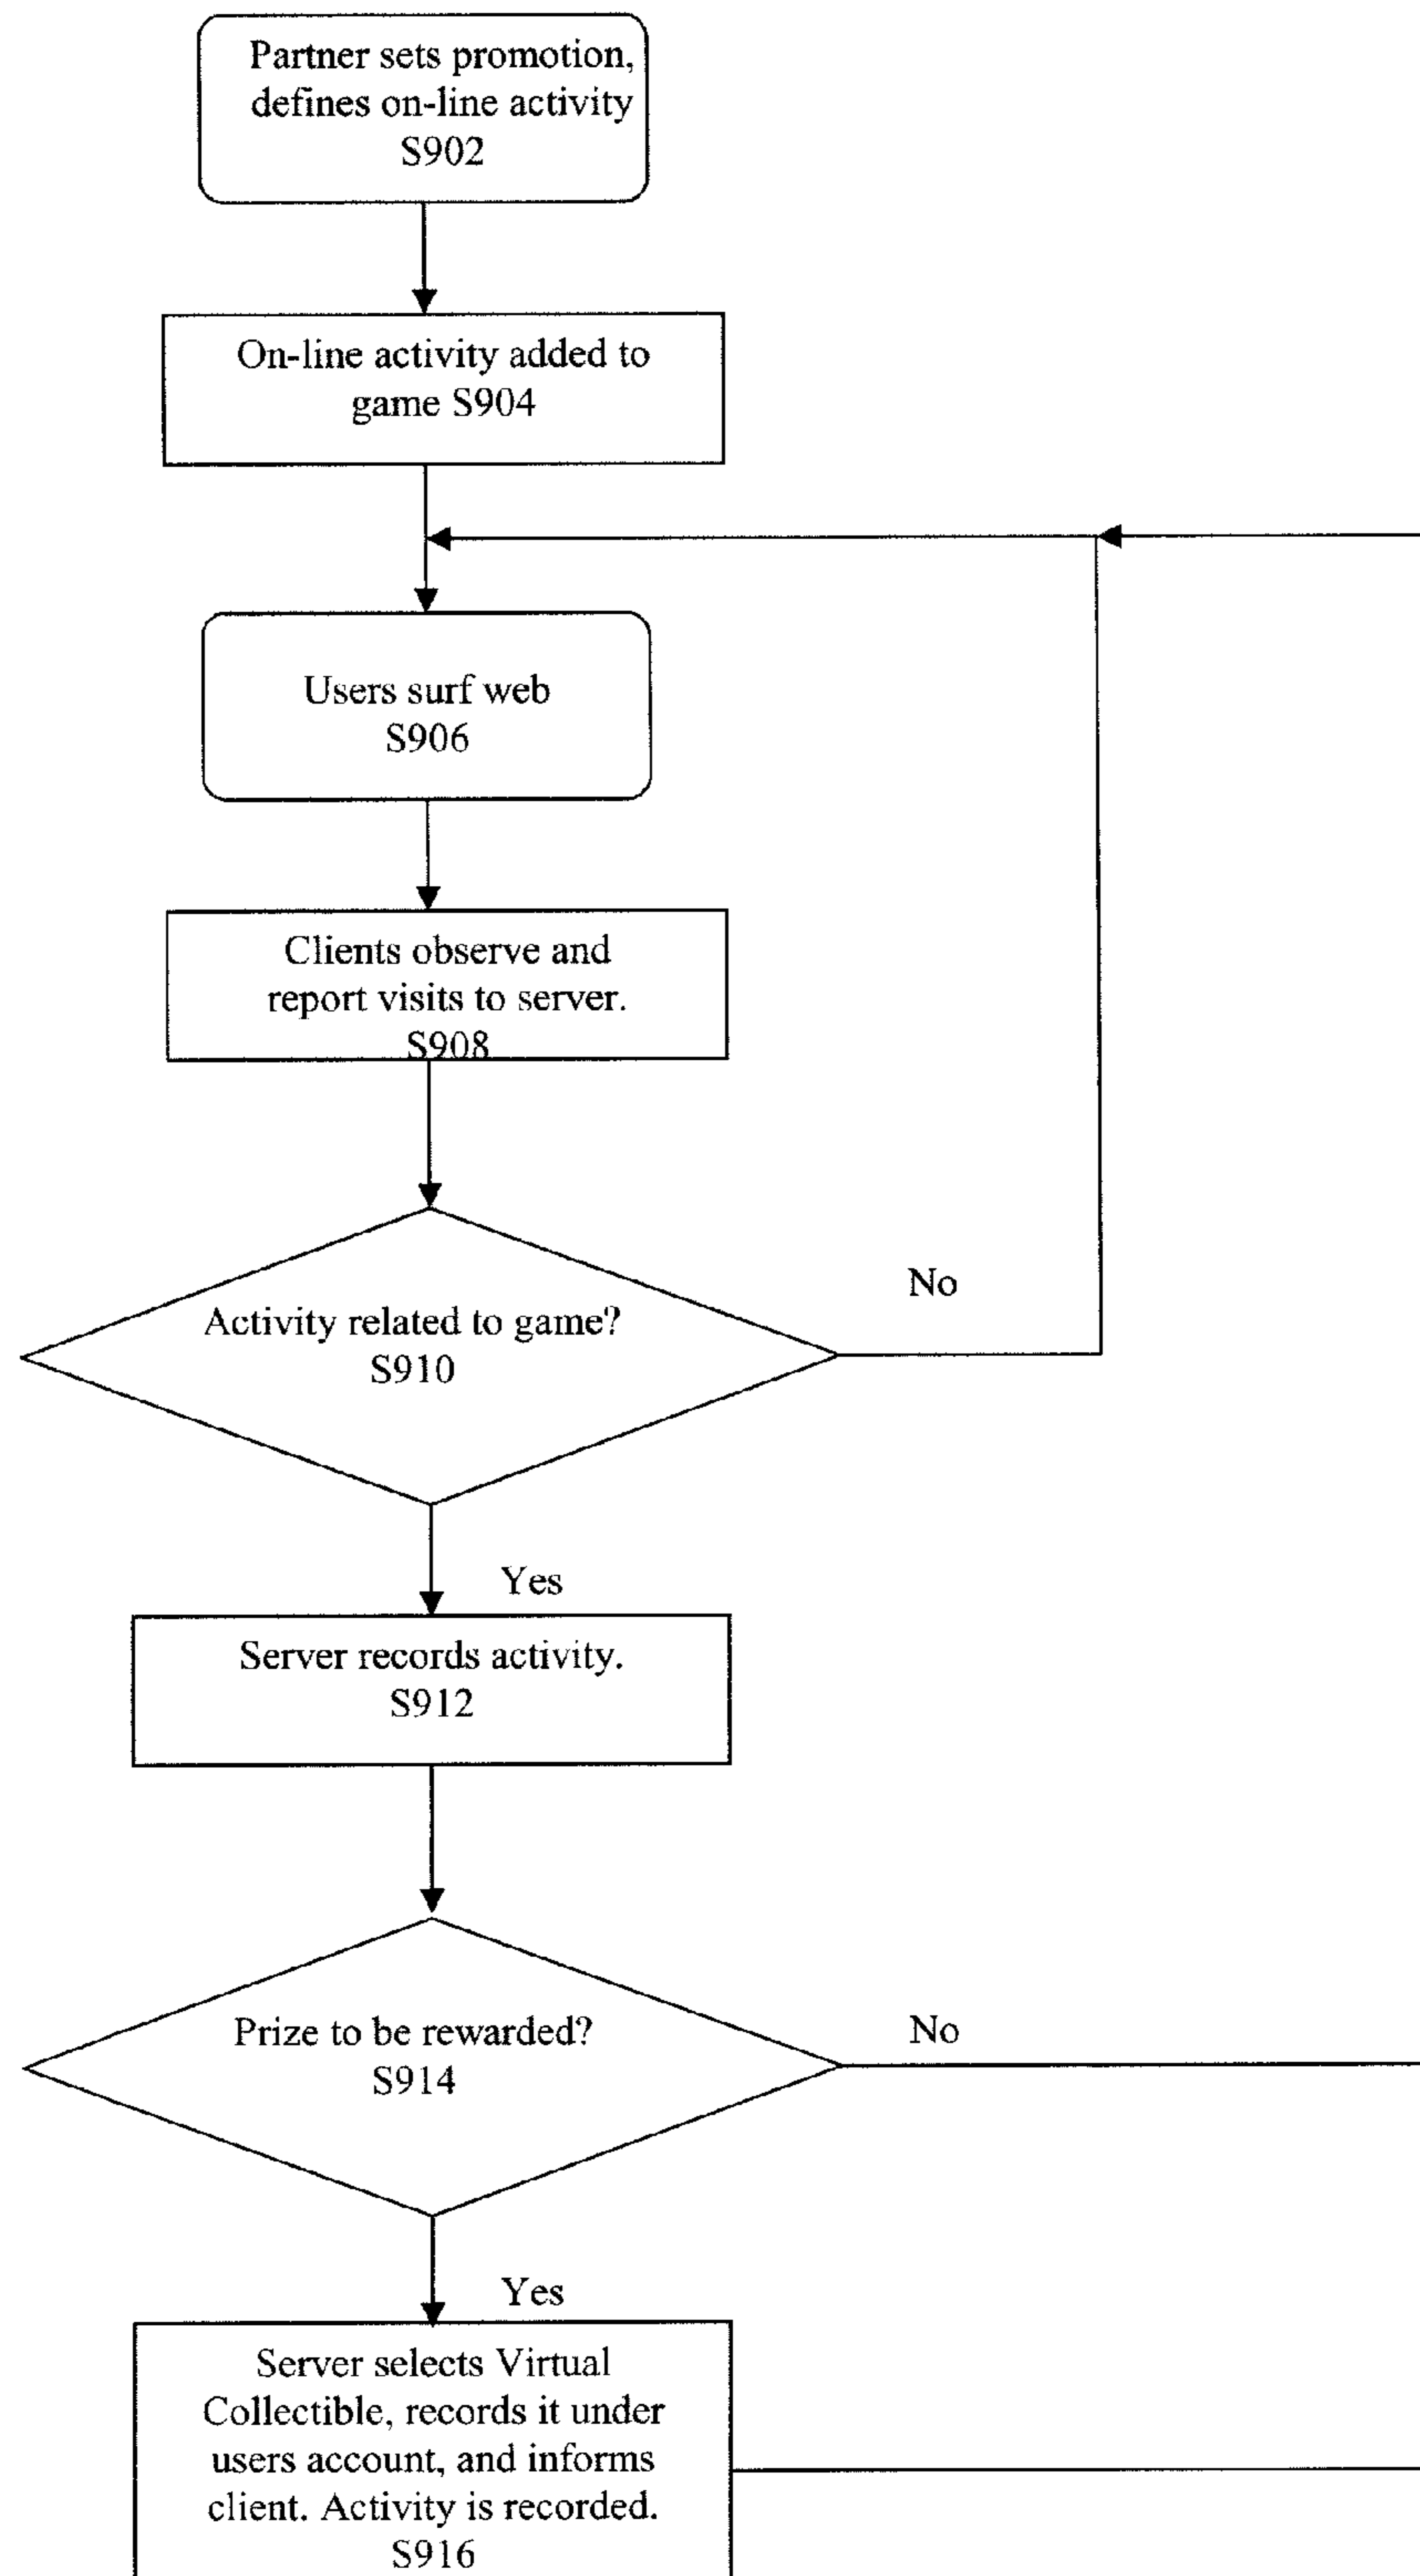 Partner sets promotion,
defines on-line activity
S902
On-line activity added to
game S904
Users surf web
S906
Clients observe and
report visits to server.
S908
No
Activity related to game?
S910
Yes
Server records activity.
S912
No
Prize to be rewarded?
S914
Yes
Server selects Virtual
Collectible, records it under
users account, and informs
client. Activity is recorded.
S916